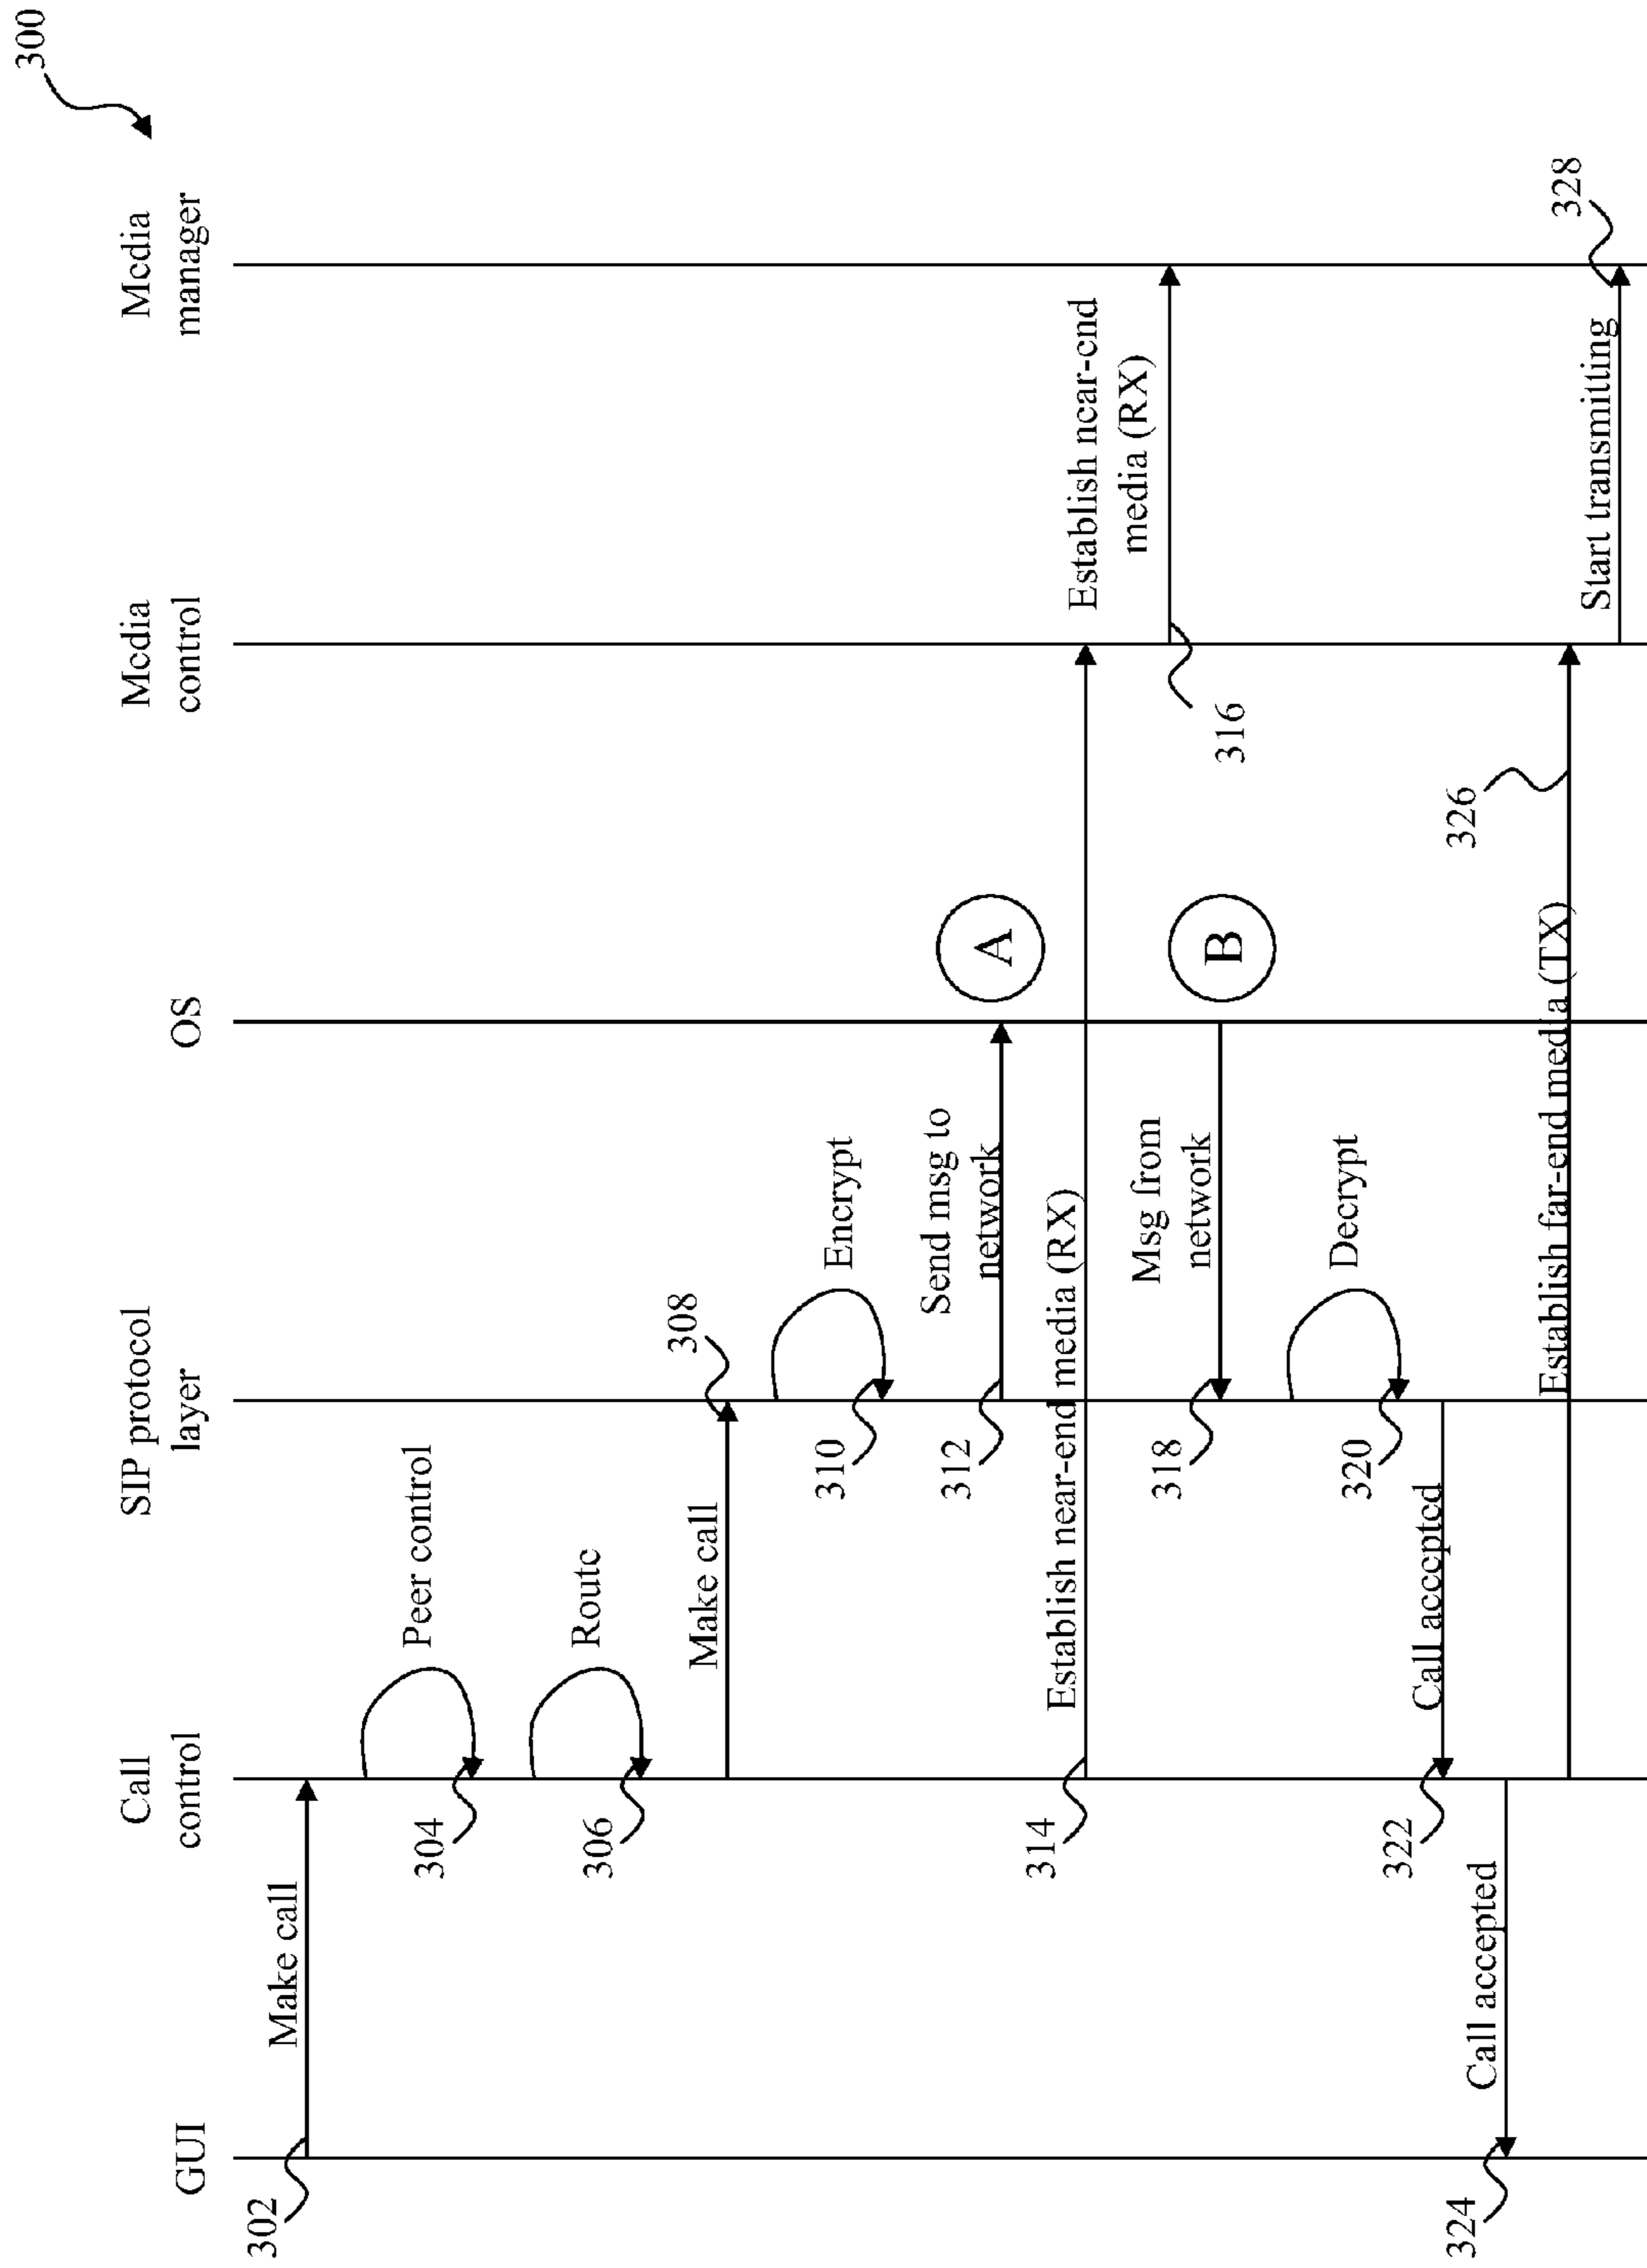 300
GUI
Call
control
SIP protocol
layer
OS
Media
control
Media
manager
302
Make call
304
Peer control
306
Route
Make call
308
310
Encrypt
312
Send msg to
network
A
314
Establish near-end media (RX)
Establish near-end
media (RX)
316
318
Msg from
network
B
320
Decrypt
322
Call accepted
324
Call accepted
Establish far-end media (TX)
326
Start transmitting
328